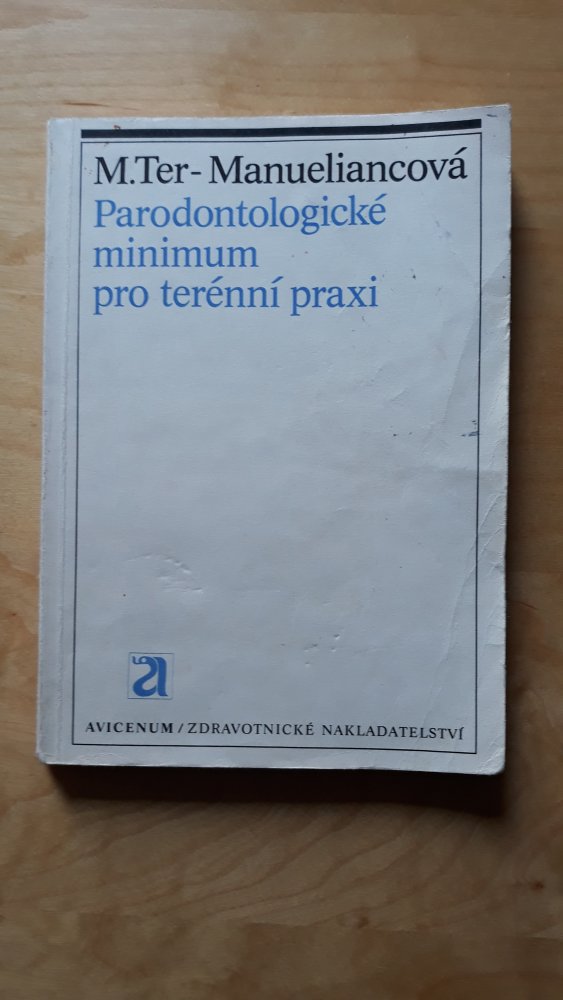 M.Ter-Manueliancová
Parodontologické
minimum
pro terénní praxi
AVICENUM/ZDRAVOTNICKÉ NAKLADATELSTVÍ